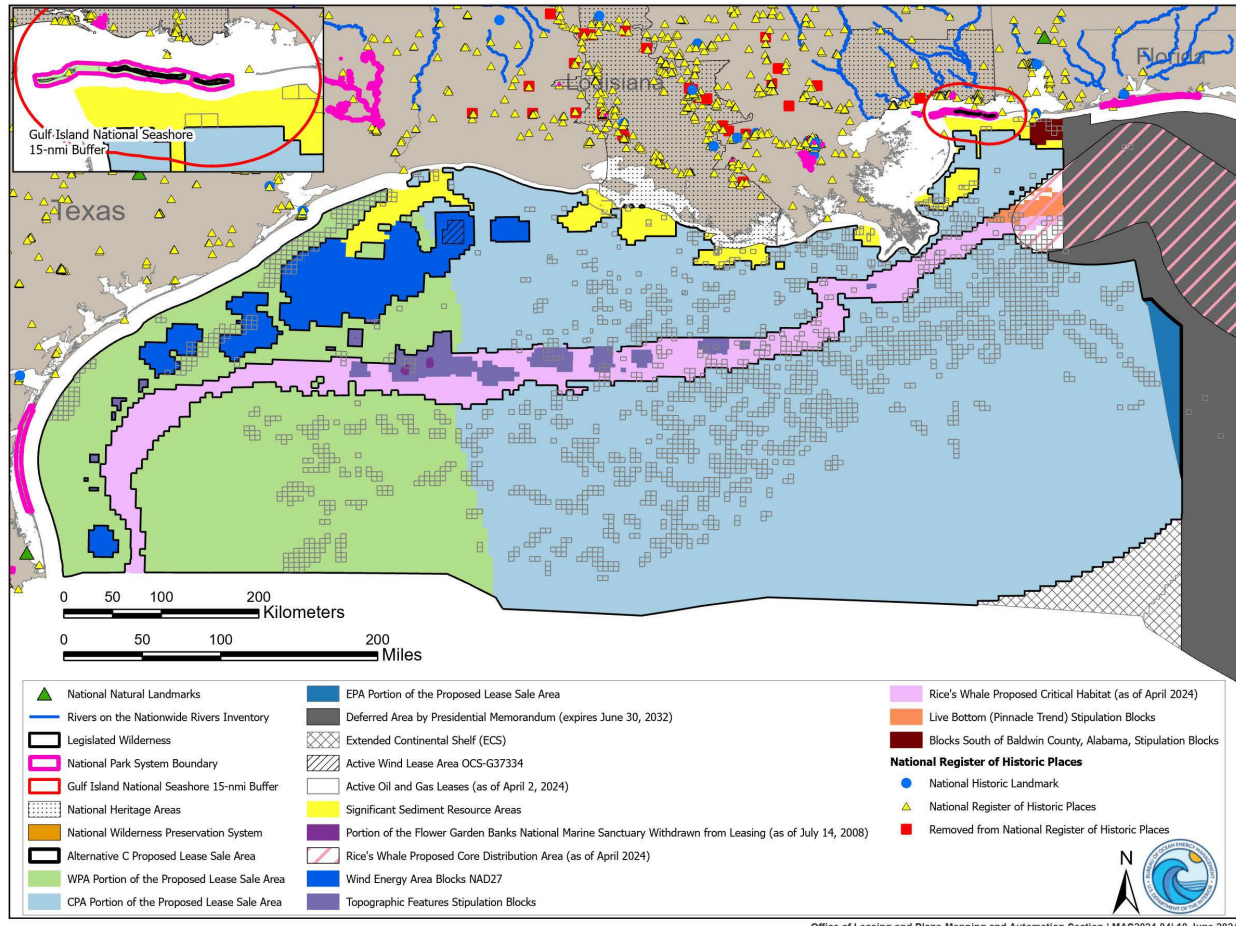 Gulf-Island National Seashore
15-nmi Buffer
Texas
Louisiana
Florida
0 50 100 200
Kilometers
0 50 100 200
Miles
National Natural Landmarks
Rivers on the Nationwide Rivers Inventory
Legislated Wilderness
National Park System Boundary
Gulf Island National Seashore 15-nmi Buffer
National Heritage Areas
National Wilderness Preservation System
Alternative C Proposed Lease Sale Area
WPA Portion of the Proposed Lease Sale Area
CPA Portion of the Proposed Lease Sale Area
EPA Portion of the Proposed Lease Sale Area
Deferred Area by Presidential Memorandum (expires June 30, 2032)
Extended Continental Shelf (ECS)
Active Wind Lease Area OCS-G37334
Active Oil and Gas Leases (as of April 2, 2024)
Significant Sediment Resource Areas
Portion of the Flower Garden Banks National Marine Sanctuary Withdrawn from Leasing (as of July 14, 2008)
Rice's Whale Proposed Core Distribution Area (as of April 2024)
Wind Energy Area Blocks NAD27
Topographic Features Stipulation Blocks
Rice's Whale Proposed Critical Habitat (as of April 2024)
Live Bottom (Pinnacle Trend) Stipulation Blocks
Blocks South of Baldwin County, Alabama, Stipulation Blocks
National Register of Historic Places
National Historic Landmark
National Register of Historic Places
Removed from National Register of Historic Places
N
BUREAU OF OCEAN ENERGY MANAGEMENT
U.S. DEPARTMENT OF THE INTERIOR